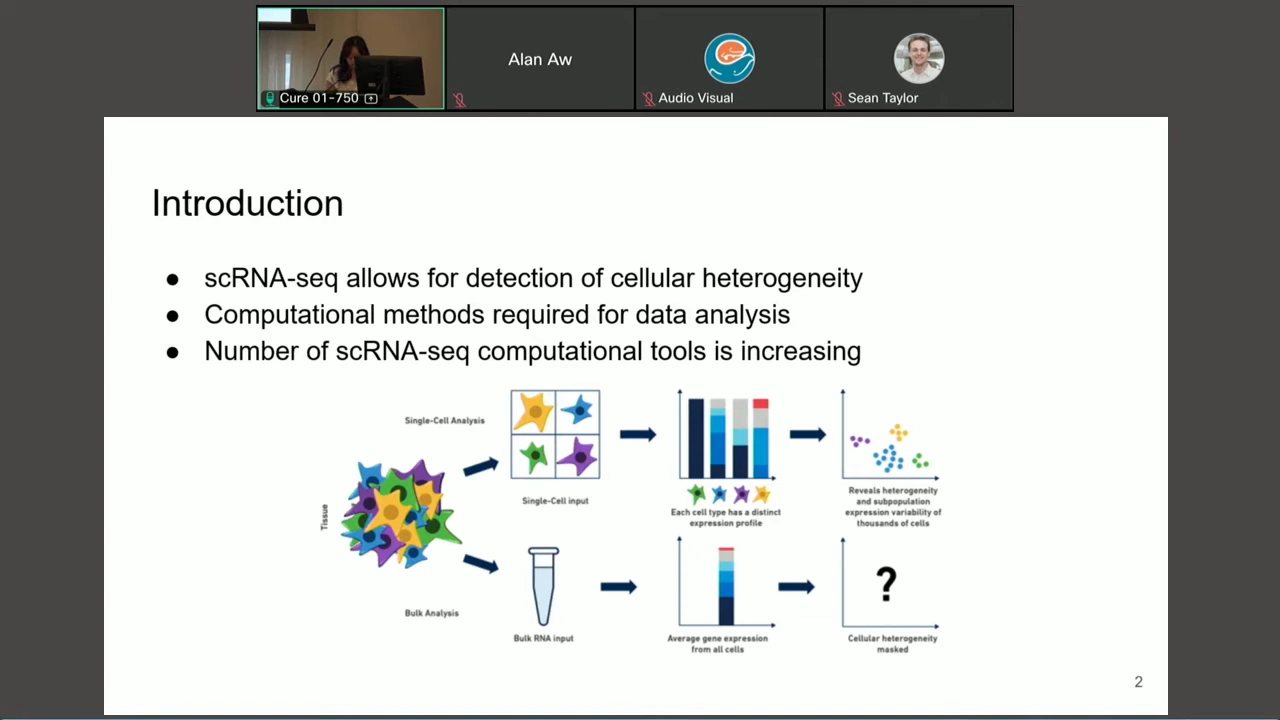 Cure 01-750
Alan Aw
Audio Visual
Sean Taylor
Introduction
● scRNA-seq allows for detection of cellular heterogeneity
● Computational methods required for data analysis
● Number of scRNA-seq computational tools is increasing
Tissue
Single-Cell Analysis
Single-Cell input
Each cell type has a distinct
expression profile
Reveals heterogeneity
and subpopulation
expression variability of
thousands of cells
Bulk Analysis
Bulk RNA input
Average gene expression
from all cells
?
Cellular heterogeneity
masked
2